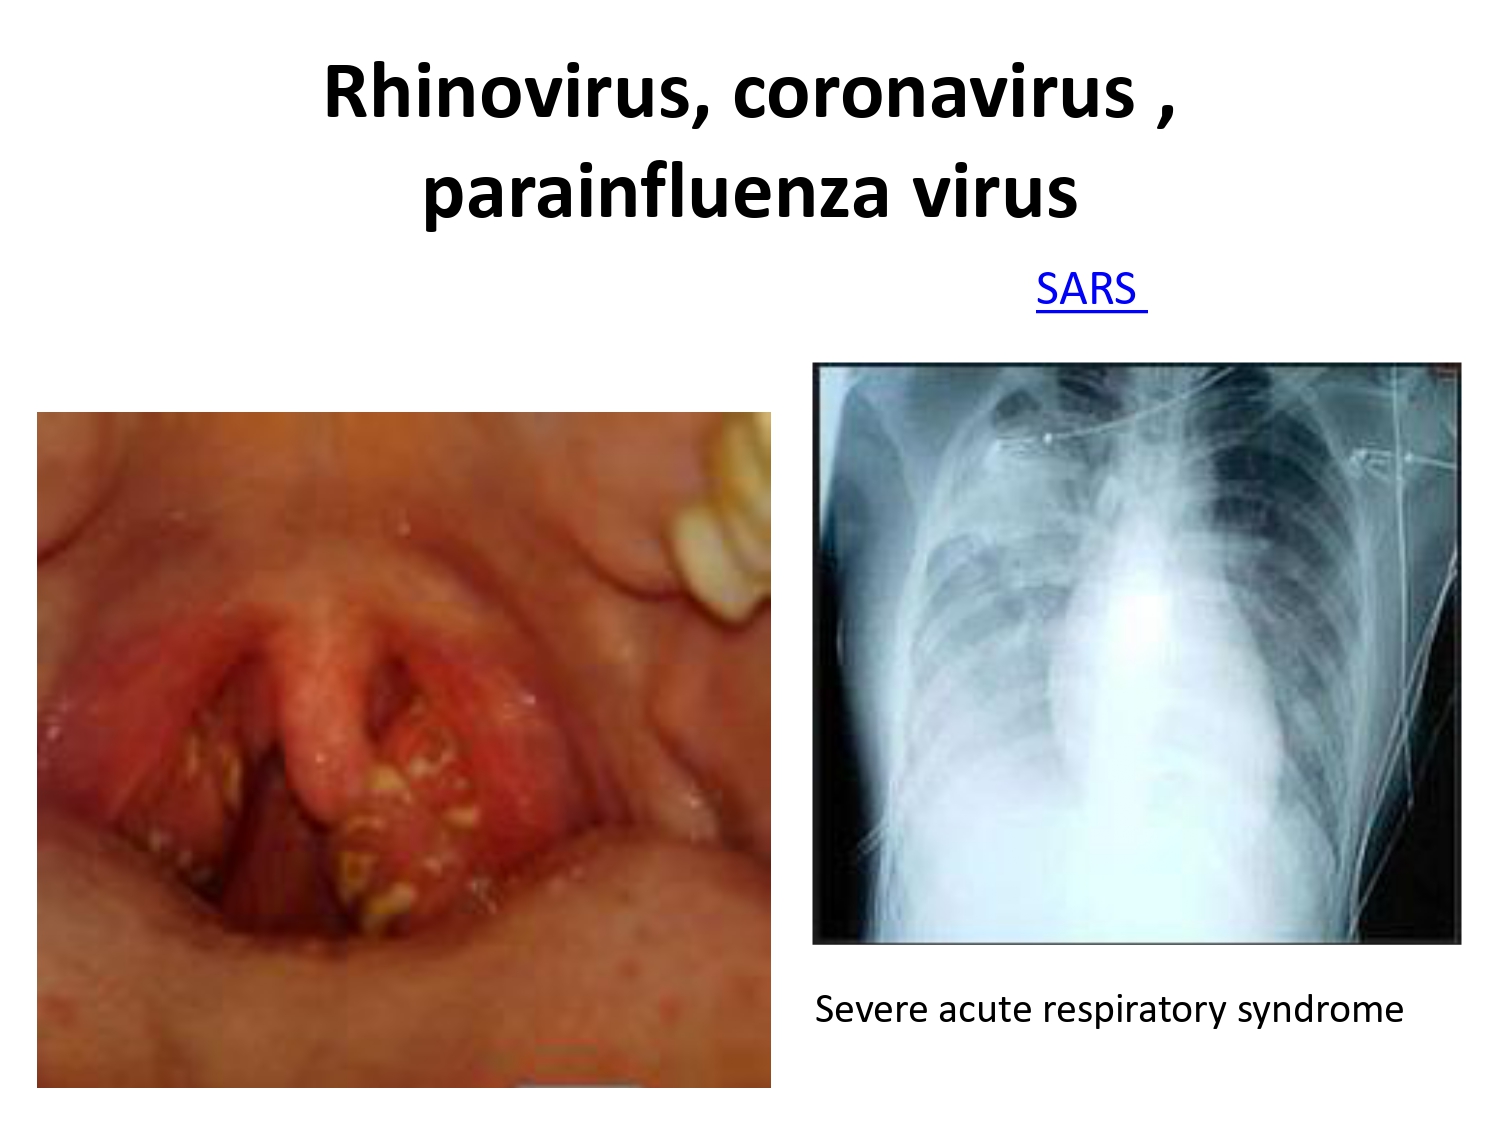 Rhinovirus, coronavirus ,
parainfluenza virus
SARS
Severe acute respiratory syndrome